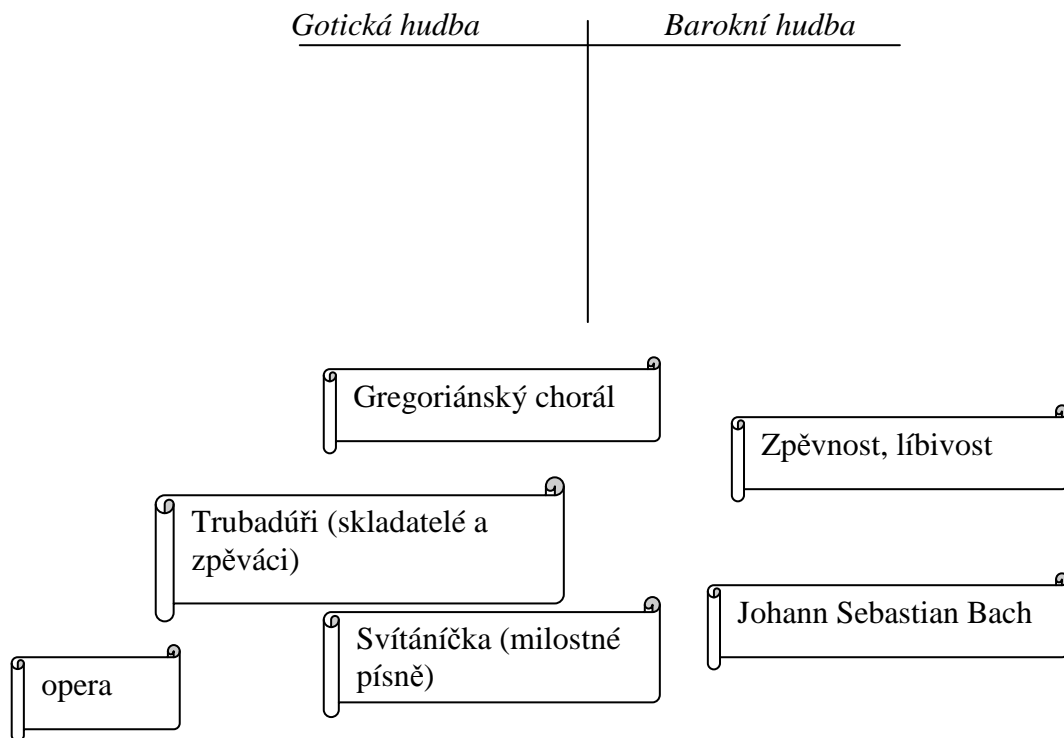 Gotická hudba
Barokní hudba
Gregoriánský chorál
Zpěvnost, líbivost
Trubadúři (skladatelé a
zpěváci)
Johann Sebastian Bach
Svítáníčka (milostné
písně)
opera